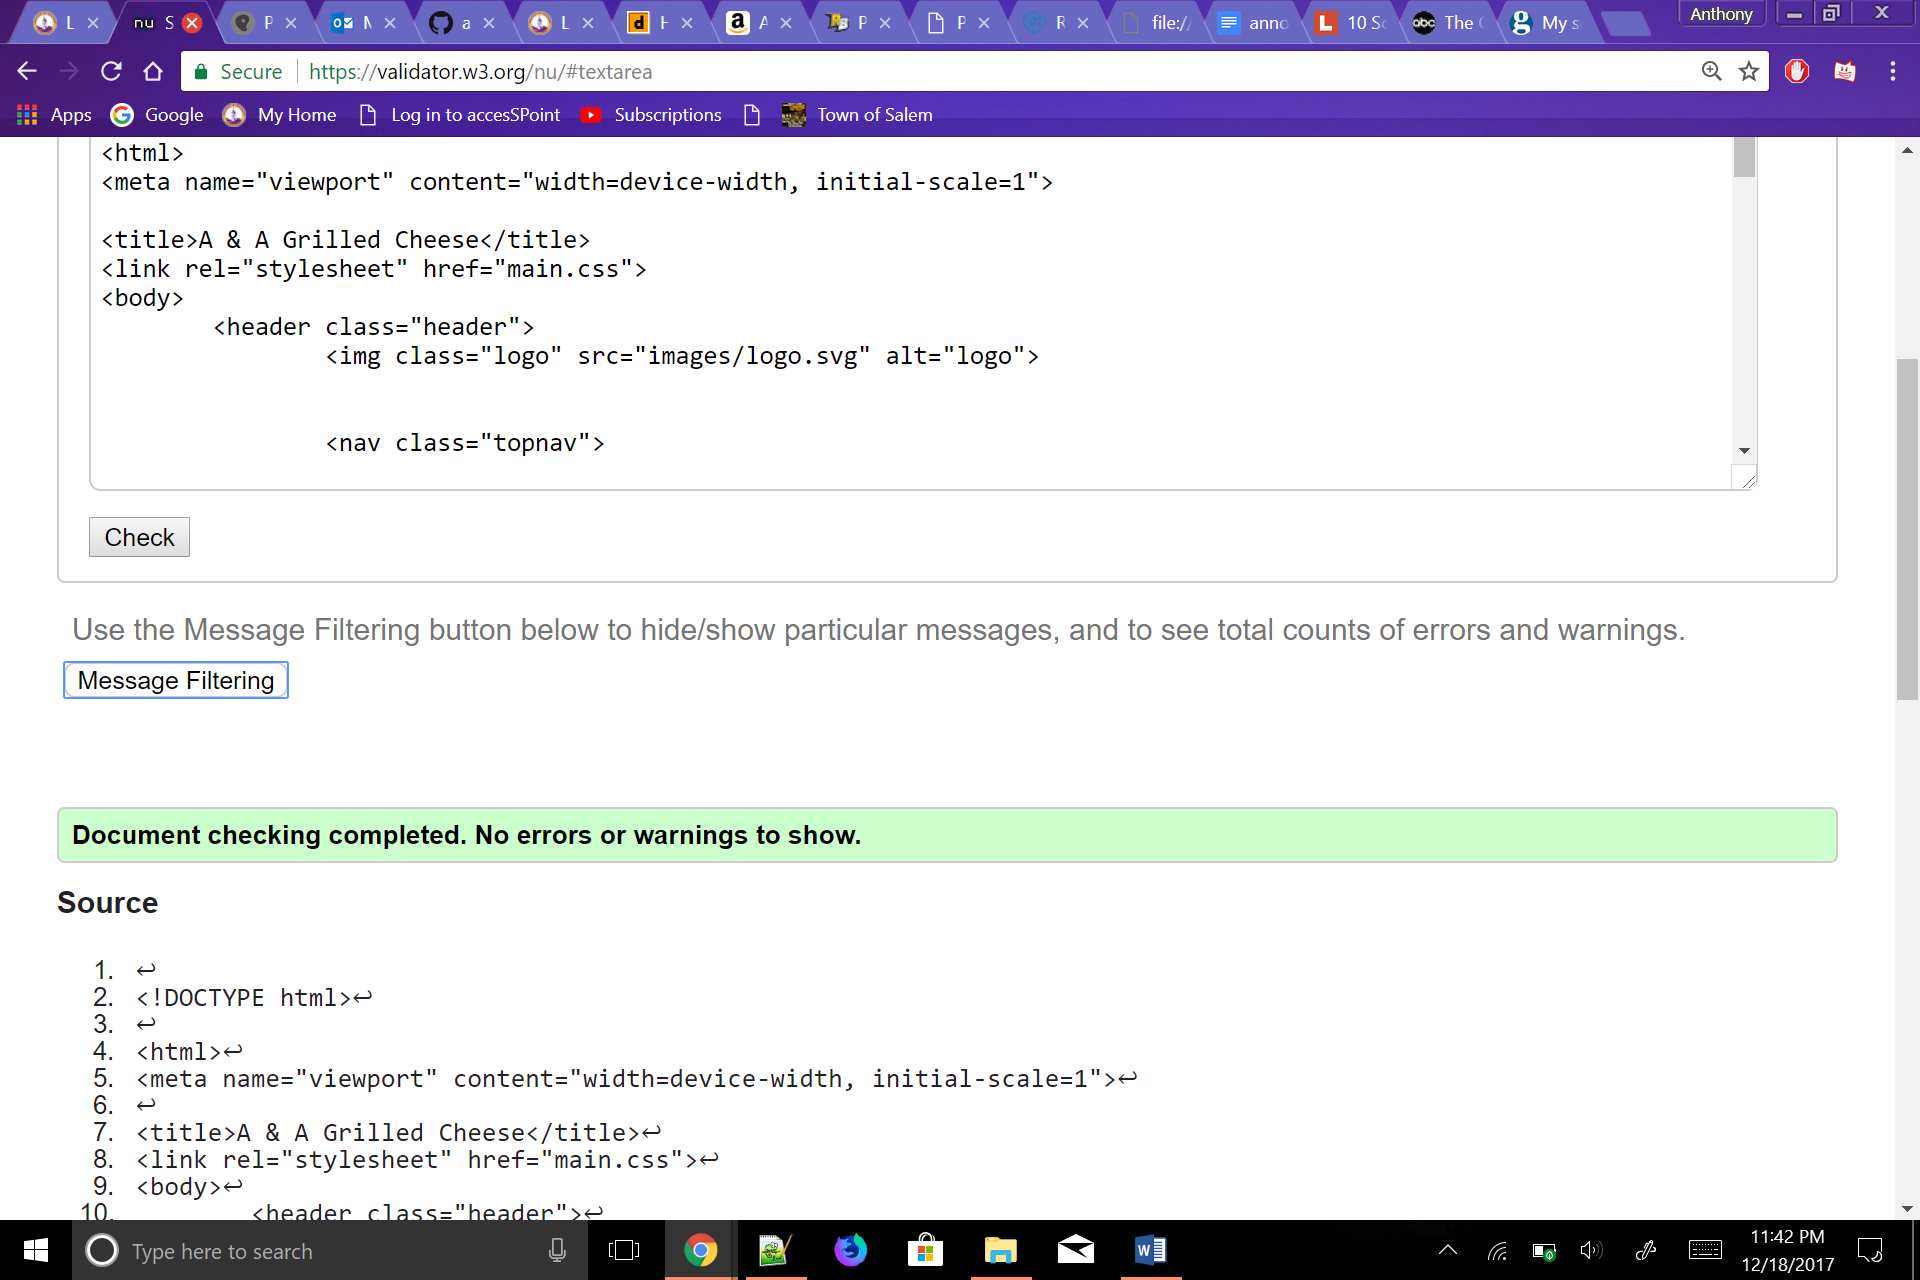 L
nu S
P
N
a
L
d F
a A
P
P
R
file:/
anno
L 10 Sc
abc The
g My s
Anthony
Secure https://validator.w3.org/nu/#textarea
Apps Google My Home Log in to accesSPoint Subscriptions Town of Salem
<html>
<meta name="viewport" content="width=device-width, initial-scale=1">
<title>A & A Grilled Cheese</title>
<link rel="stylesheet" href="main.css">
<body>
<header class="header">
<img class="logo" src="images/logo.svg" alt="logo">
<nav class="topnav">
Check
Use the Message Filtering button below to hide/show particular messages, and to see total counts of errors and warnings.
Message Filtering
Document checking completed. No errors or warnings to show.
Source
1. ↩
2. <!DOCTYPE html>↩
3. ↩
4. <html>↩
5. <meta name="viewport" content="width=device-width, initial-scale=1">↩
6. ↩
7. <title>A & A Grilled Cheese</title>↩
8. <link rel="stylesheet" href="main.css">↩
9. <body>↩
10. <header class="header">↩
Type here to search
11:42 PM
12/18/2017